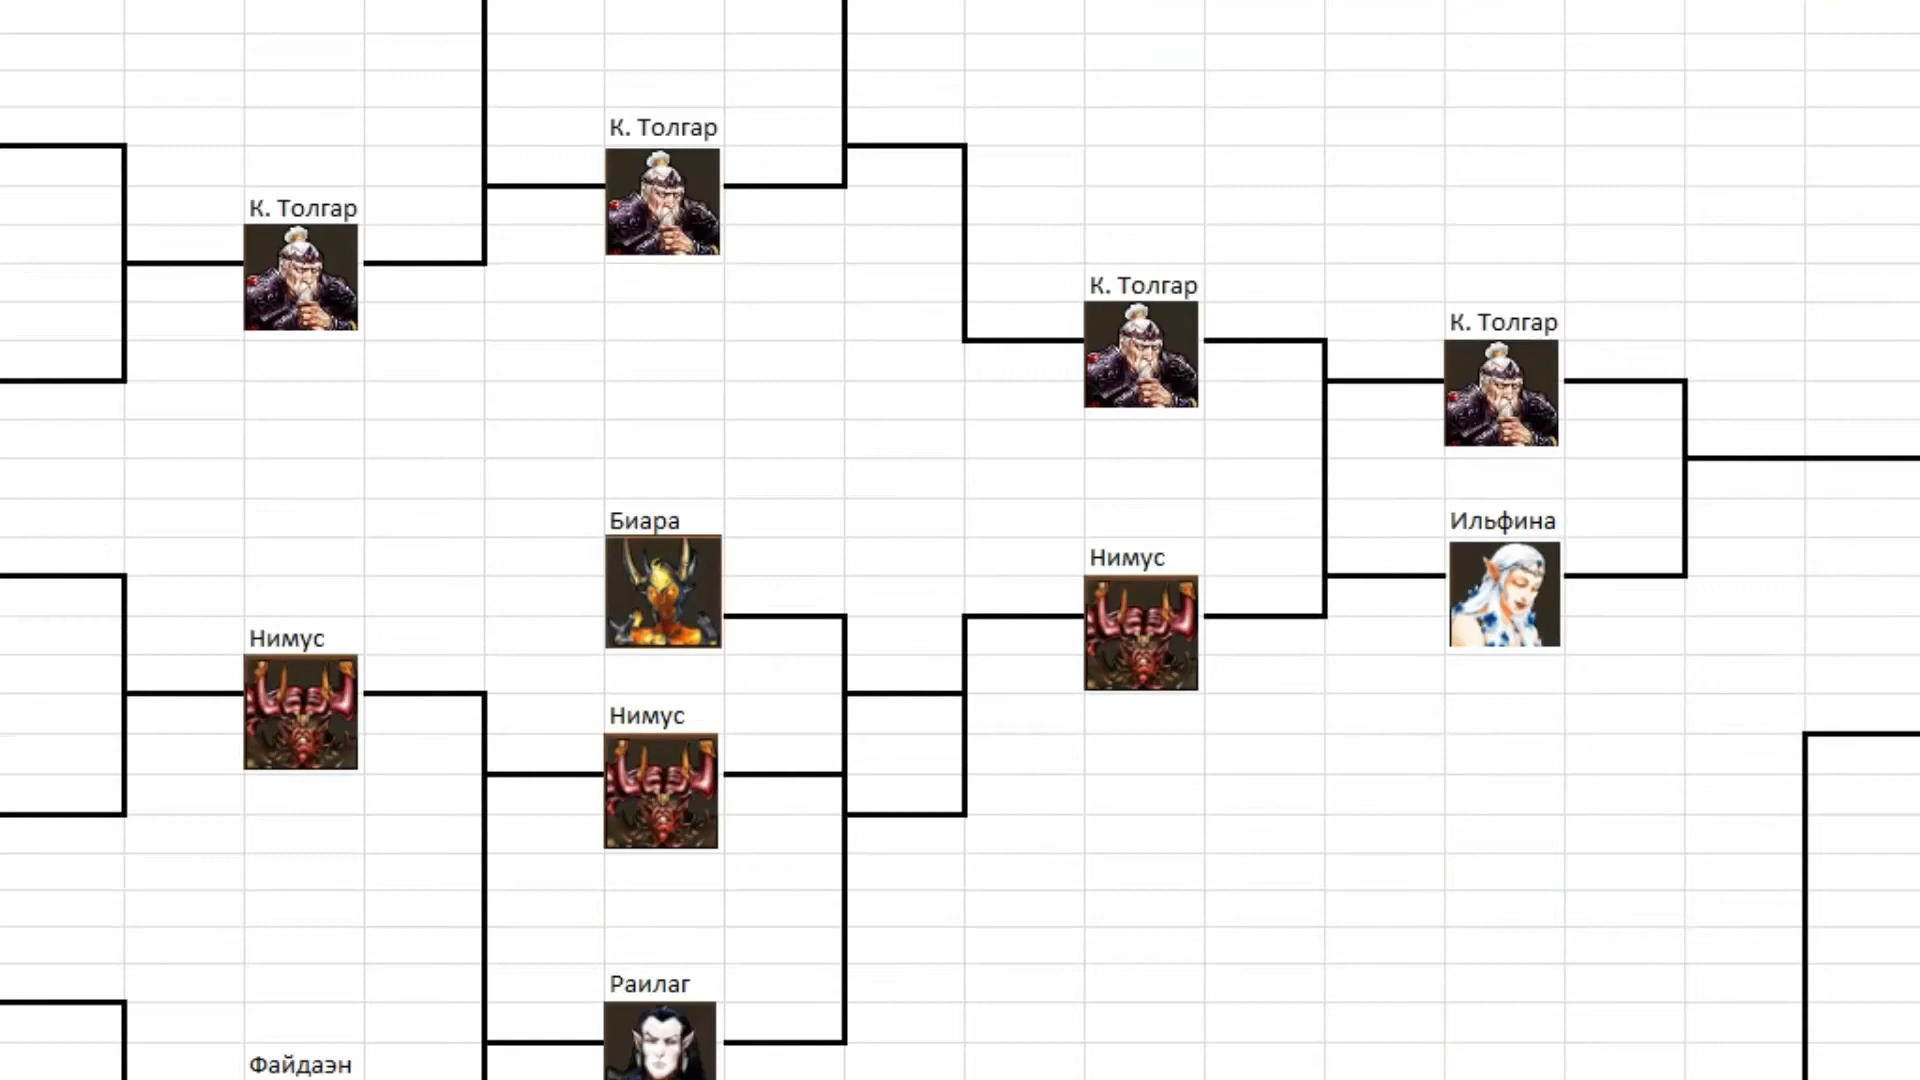 К. Толгар
К. Толгар
К. Толгар
К. Толгар
Биара
Ильфина
Нимус
Нимус
Нимус
Раилаг
Файдаэн